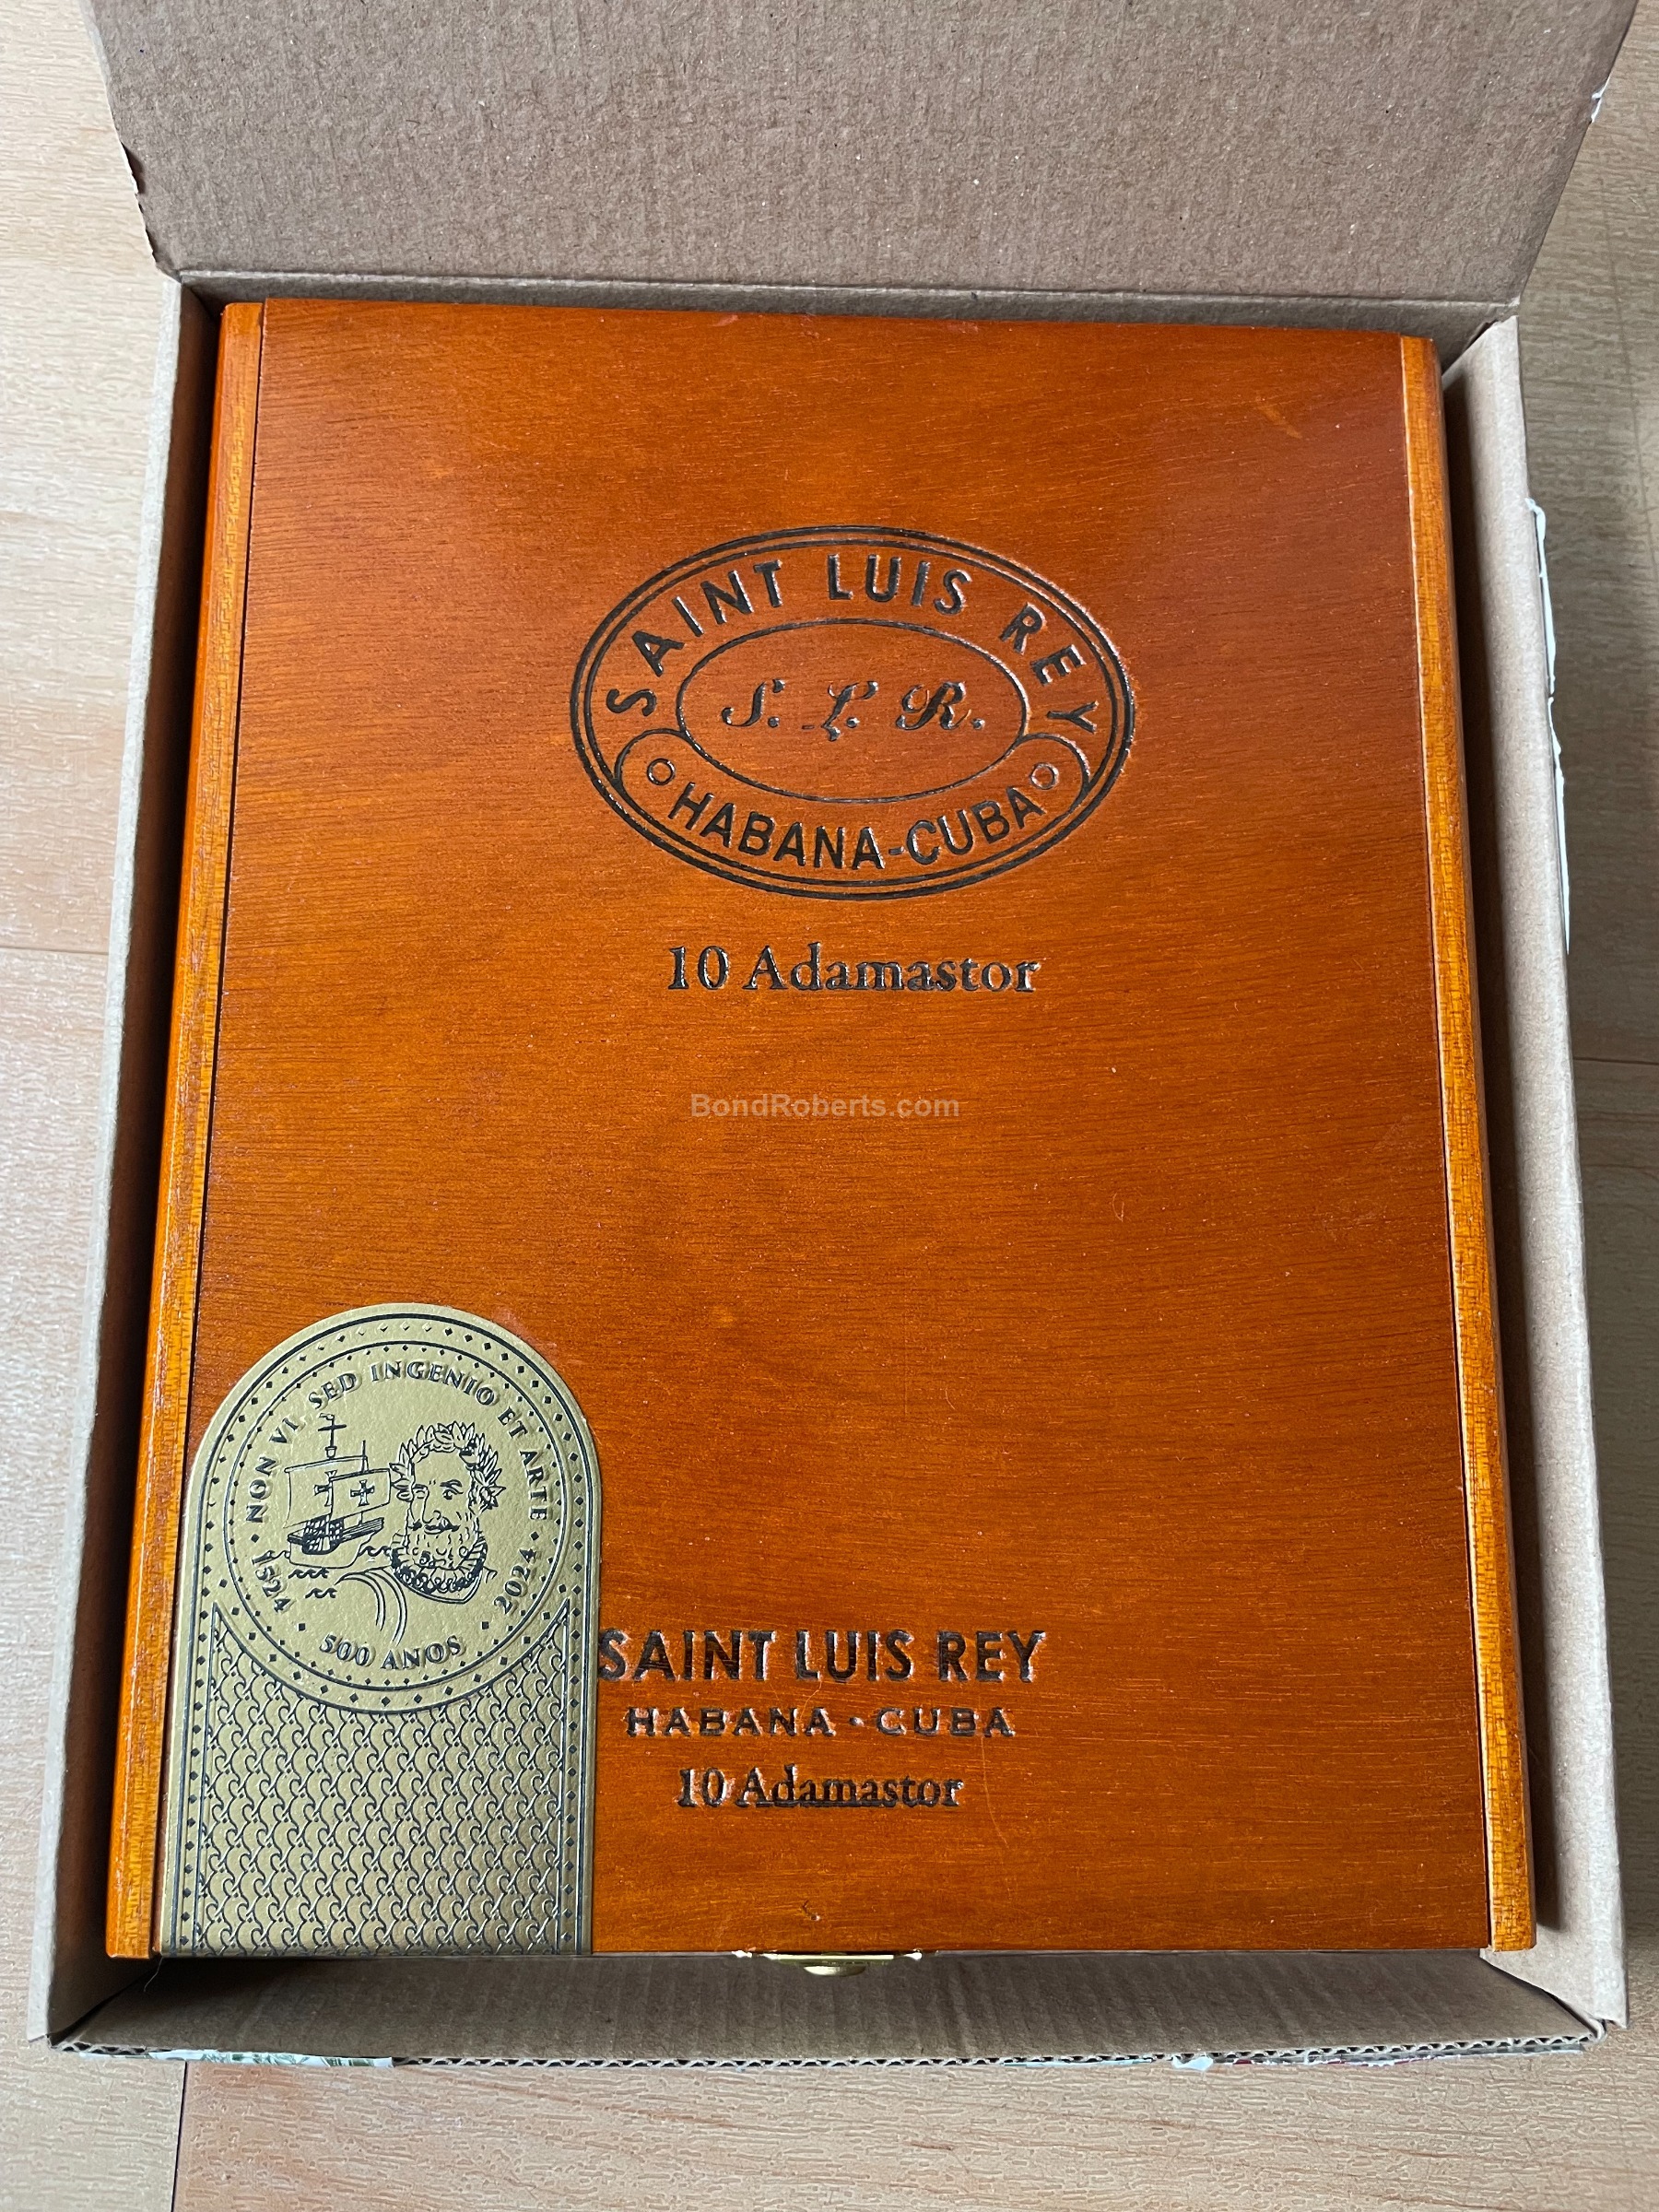 SAINT LUIS REY
S. L. R.
HABANA-CUBA
10 Adamastor
BondRoberts.com
NON VI SED INGENIO ET ARTE
1524 2024
500 ANOS
SAINT LUIS REY
HABANA · CUBA
10 Adamastor